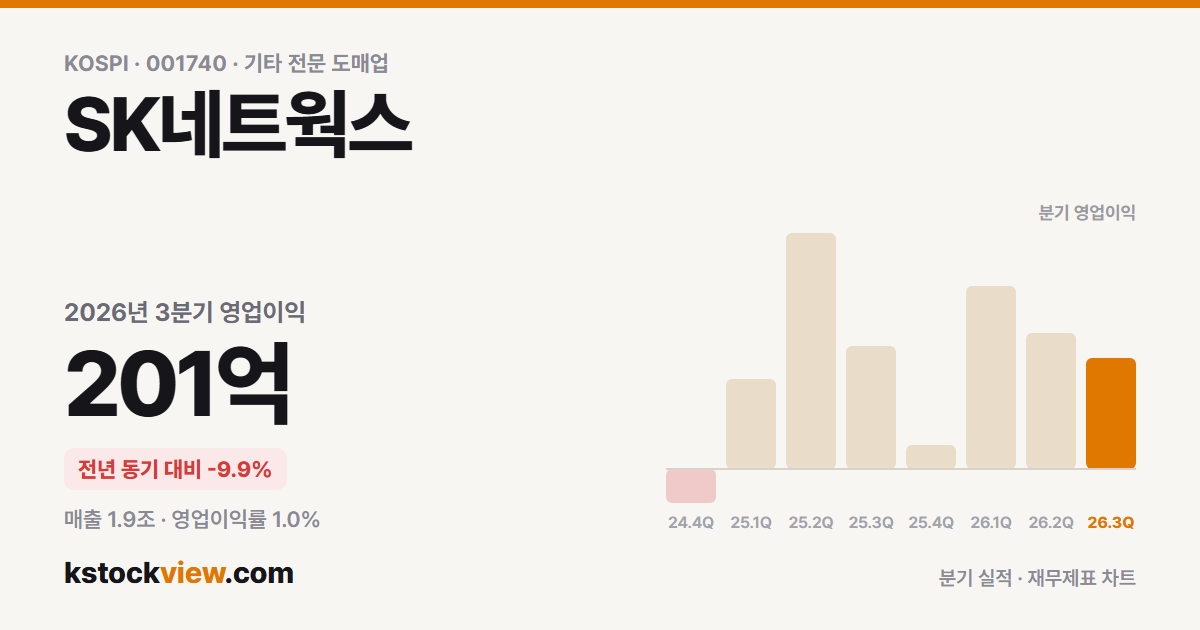 KOSPI · 001740 · 기타 전문 도매업
SK네트웍스
분기 영업이익
2026년 3분기 영업이익
201억
전년 동기 대비 -9.9%
매출 1.9조 · 영업이익률 1.0%
24.4Q 25.1Q 25.2Q 25.3Q 25.4Q 26.1Q 26.2Q 26.3Q
kstockview.com
분기 실적 · 재무제표 차트